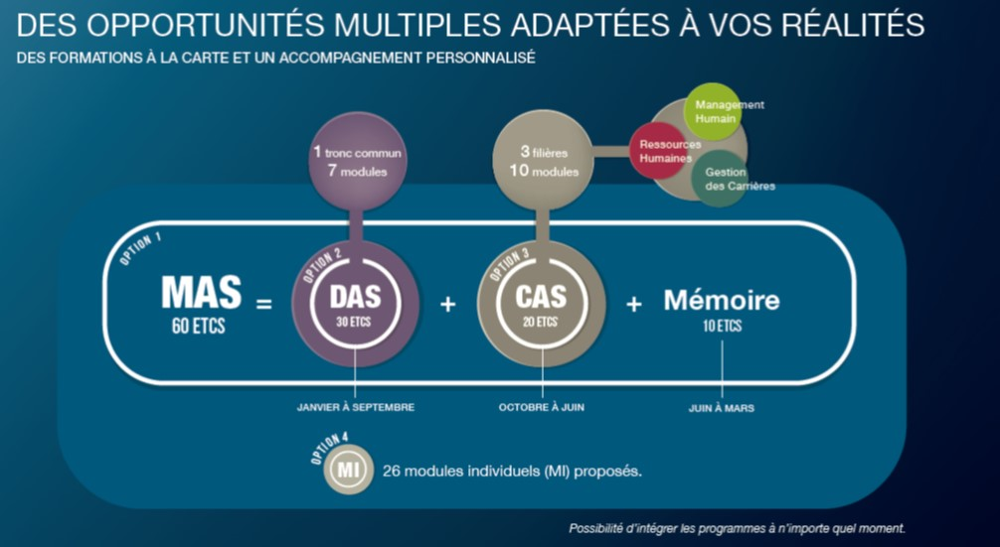 DES OPPORTUNITÉS MULTIPLES ADAPTÉES À VOS RÉALITÉS
DES FORMATIONS À LA CARTE ET UN ACCOMPAGNEMENT PERSONNALISÉ
1 tronc commun
7 modules
3 filières
10 modules
Management
Humain
Ressources
Humaines
Gestion
des Carrières
OPTION 1
MAS
60 ETCS
=
OPTION 2
DAS
30 ETCS
+
OPTION 3
CAS
20 ETCS
+
Mémoire
10 ETCS
JANVIER À SEPTEMBRE
OCTOBRE À JUIN
JUIN À MARS
OPTION 4
MI
26 modules individuels (MI) proposés.
Possibilité d'intégrer les programmes à n'importe quel moment.